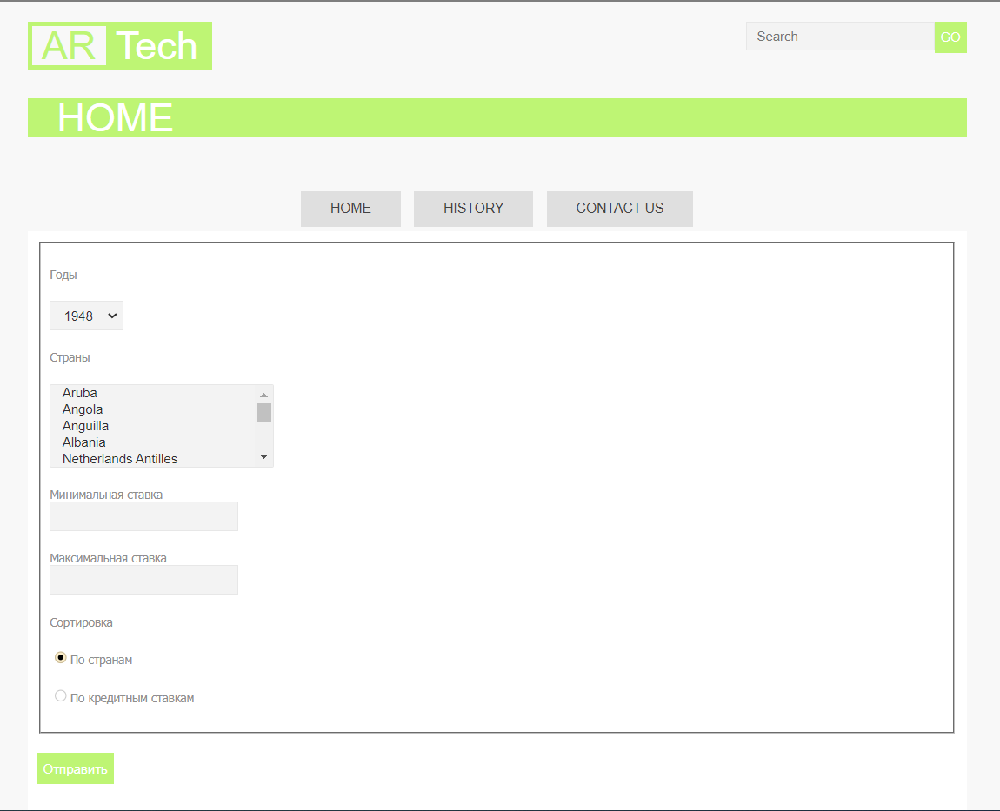 AR Tech
Search
GO
HOME
HOME
HISTORY
CONTACT US
Годы
1948
Страны
Aruba
Angola
Anguilla
Albania
Netherlands Antilles
Минимальная ставка
Максимальная ставка
Сортировка
По странам
По кредитным ставкам
Отправить